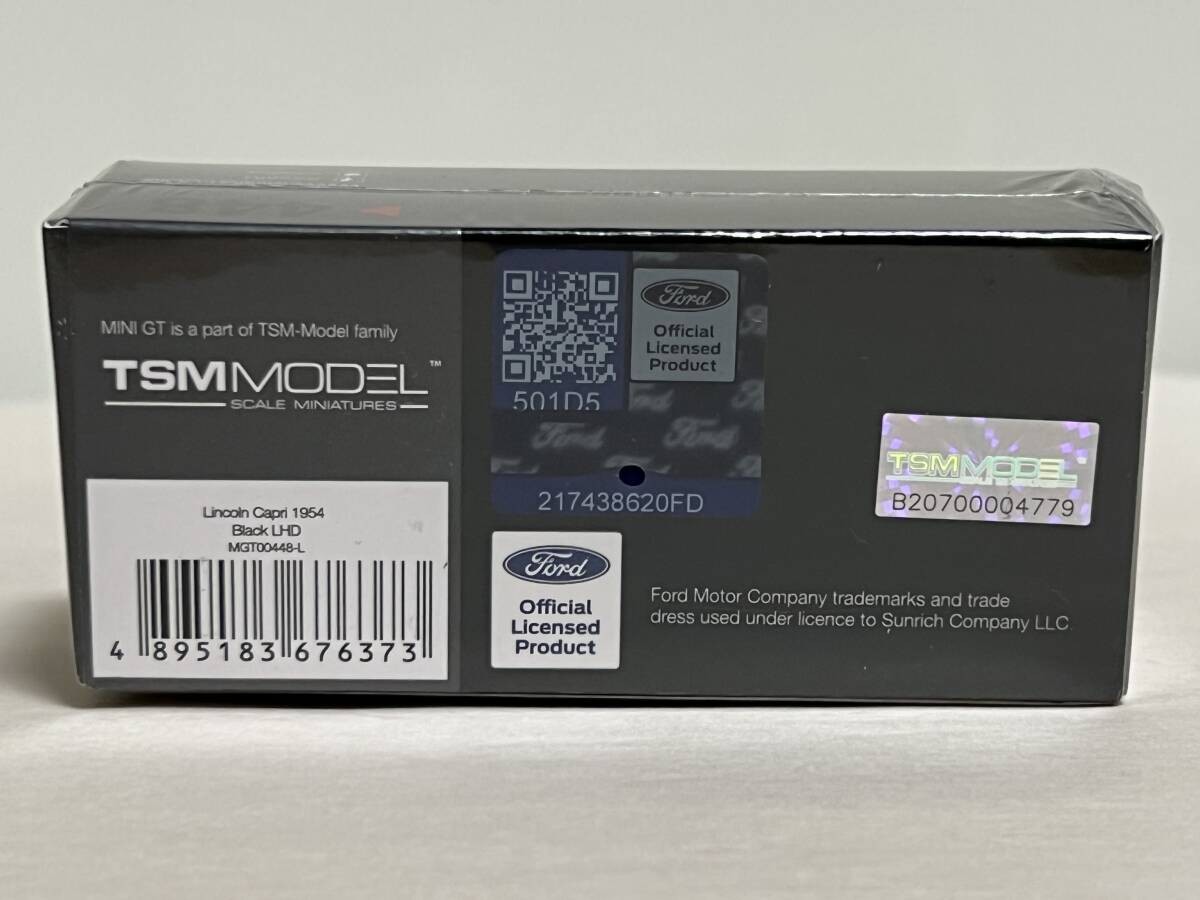 MINI GT is a part of TSM-Model family
TSMMODEL™
SCALE MINIATURES
Lincoln Capri 1954
Black LHD
MGT00448-L
4 895183 676373
Ford
Official
Licensed
Product
501D5
Ford Ford
217438620FD
Ford
Official
Licensed
Product
TSMMODEL
B20700004779
Ford Motor Company trademarks and trade
dress used under licence to Sunrich Company LLC.